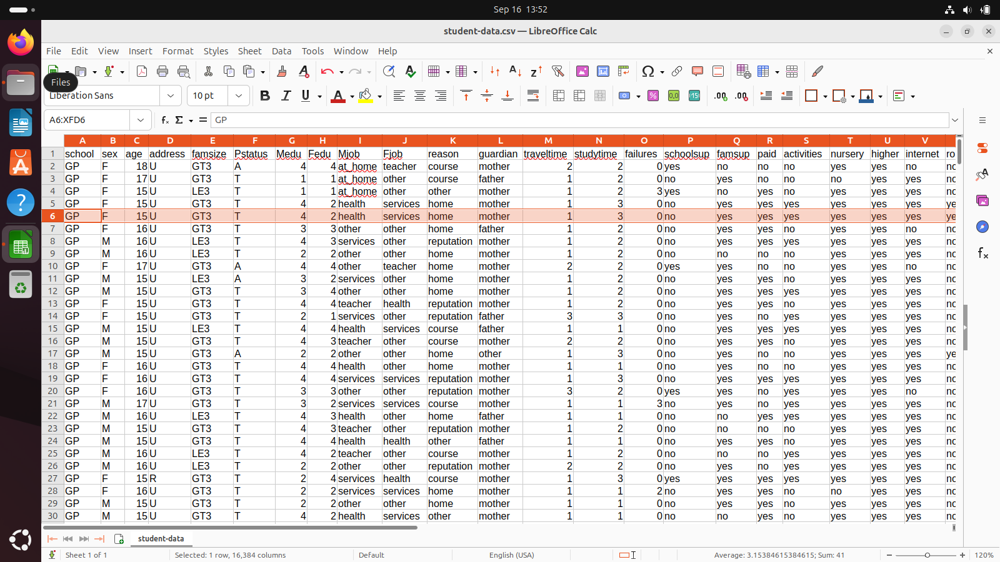 Sep 16 13:52
student-data.csv — LibreOffice Calc
File Edit View Insert Format Styles Sheet Data Tools Window Help
Files
Liberation Sans 10 pt
A6:XFD6 GP
A B C D E F G H I J K L M N O P Q R S T U V
1 school sex age address famsize Pstatus Medu Fedu Mjob Fjob reason guardian traveltime studytime failures schoolsup famsup paid activities nursery higher internet ro
2 GP F 18 U GT3 A 4 4 at_home teacher course mother 2 2 0 yes no no no yes yes no no
3 GP F 17 U GT3 T 1 1 at_home other course father 1 2 0 no yes no no no yes yes no
4 GP F 15 U LE3 T 1 1 at_home other other mother 1 2 3 yes no yes no yes yes yes no
5 GP F 15 U GT3 T 4 2 health services home mother 1 3 0 no yes yes yes yes yes yes ye
6 GP F 15 U GT3 T 4 2 health services home mother 1 3 0 no yes yes yes yes yes yes ye
7 GP F 16 U GT3 T 3 3 other other home father 1 2 0 no yes yes no yes yes no no
8 GP M 16 U LE3 T 4 3 services other reputation mother 1 2 0 no yes yes yes yes yes yes no
9 GP M 16 U LE3 T 2 2 other other home mother 1 2 0 no no no no yes yes yes no
10 GP F 17 U GT3 A 4 4 other teacher home mother 2 2 0 yes yes no no yes yes no no
11 GP M 15 U LE3 A 3 2 services other home mother 1 2 0 no yes yes no yes yes yes no
12 GP M 15 U GT3 T 3 4 other other home mother 1 2 0 no yes yes yes yes yes yes no
13 GP F 15 U GT3 T 4 4 teacher health reputation mother 1 2 0 no yes yes no yes yes yes no
14 GP F 15 U GT3 T 2 1 services other reputation father 3 3 0 no yes no yes yes yes yes no
15 GP M 15 U LE3 T 4 4 health services course father 1 1 0 no yes yes yes yes yes yes no
16 GP M 15 U GT3 T 4 3 teacher other course mother 2 2 0 no yes yes no yes yes yes no
17 GP M 15 U GT3 A 2 2 other other home other 1 3 0 no yes no no yes yes yes ye
18 GP F 16 U GT3 T 4 4 health other home mother 1 1 0 no yes no no yes yes yes no
19 GP F 16 U GT3 T 4 4 services services reputation mother 1 3 0 no yes yes yes yes yes yes no
20 GP F 16 U GT3 T 3 3 other other reputation mother 3 2 0 yes yes no yes yes yes no no
21 GP M 17 U GT3 T 3 2 services services course mother 1 1 3 no yes no yes yes yes yes no
22 GP M 16 U LE3 T 4 3 health other home father 1 1 0 no no yes yes yes yes yes no
23 GP M 15 U GT3 T 4 3 teacher other reputation mother 1 2 0 no no no no yes yes yes no
24 GP M 15 U GT3 T 4 4 health health other father 1 1 0 no yes yes no yes yes yes no
25 GP M 16 U LE3 T 4 2 teacher other course mother 1 2 0 no no no yes yes yes yes no
26 GP M 16 U LE3 T 2 2 other other reputation mother 2 2 0 no yes no yes yes yes yes no
27 GP F 15 R GT3 T 2 4 services health course mother 1 3 0 yes yes yes yes yes yes yes no
28 GP F 16 U GT3 T 2 2 services services home mother 1 1 2 no yes yes no no yes yes no
29 GP M 15 U GT3 T 2 2 other other home mother 1 1 0 no yes yes no yes yes yes no
30 GP M 15 U GT3 T 4 2 health services other mother 1 1 0 no no yes no yes yes yes no
student-data
Sheet 1 of 1 Selected: 1 row, 16,384 columns Default English (USA) Average: 3.15384615384615; Sum: 41 120%